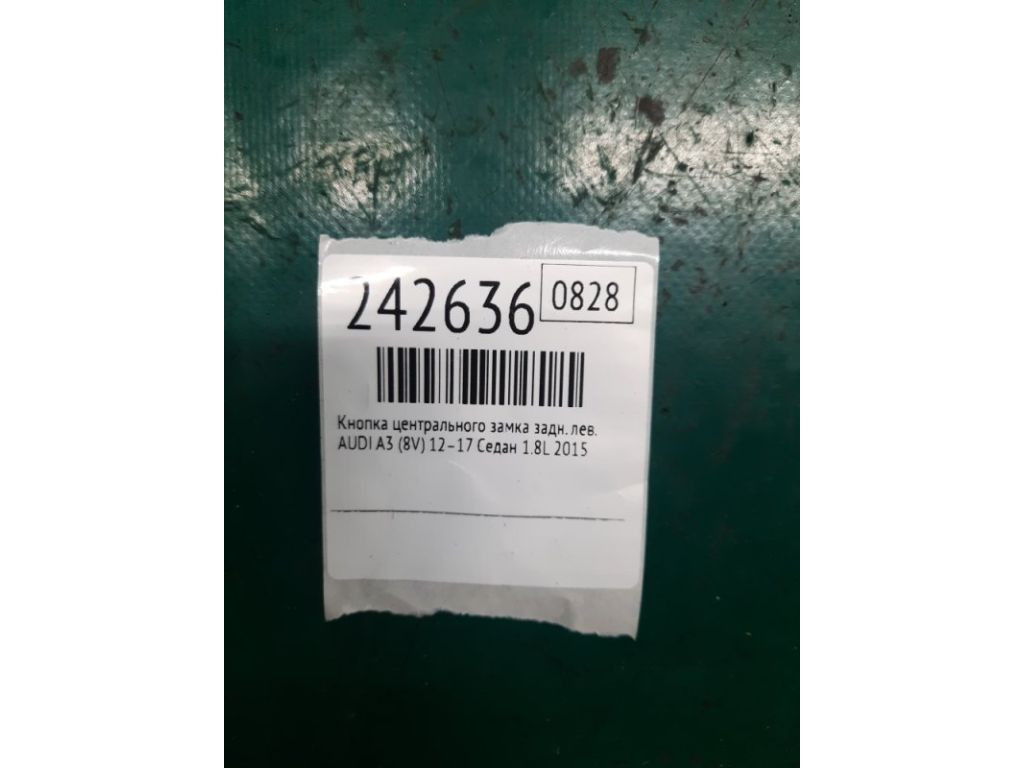 242636 0828
Кнопка центрального замка задн. лев.
AUDI A3 (8V) 12-17 Седан 1.8L 2015